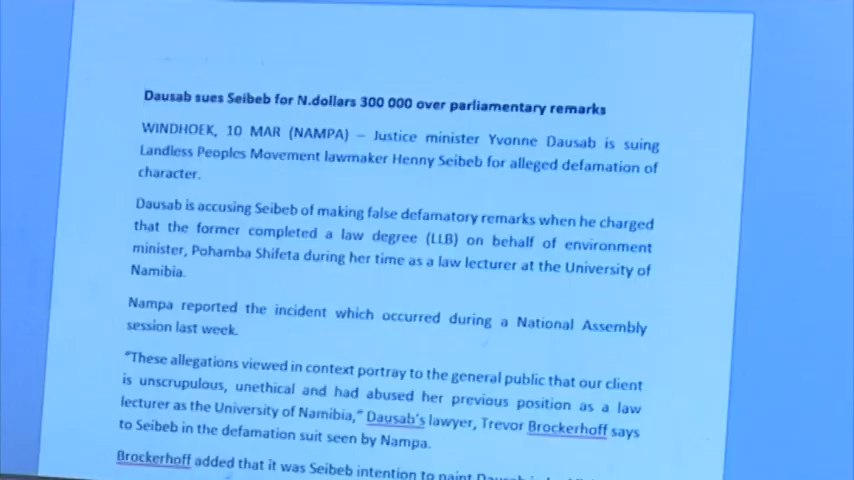 Dausab sues Seibeb for N.dollars 300 000 over parliamentary remarks
WINDHOEK, 10 MAR (NAMPA) – Justice minister Yvonne Dausab is suing
Landless Peoples Movement lawmaker Henny Seibeb for alleged defamation of
character.
Dausab is accusing Seibeb of making false defamatory remarks when he charged
that the former completed a law degree (LLB) on behalf of environment
minister, Pohamba Shifeta during her time as a law lecturer at the University of
Namibia.
Nampa reported the incident which occurred during a National Assembly
session last week.
"These allegations viewed in context portray to the general public that our client
is unscrupulous, unethical and had abused her previous position as a law
lecturer as the University of Namibia," Dausab's lawyer, Trevor Brockerhoff says
to Seibeb in the defamation suit seen by Nampa.
Brockerhoff added that it was Seibeb intention to paint Dausab